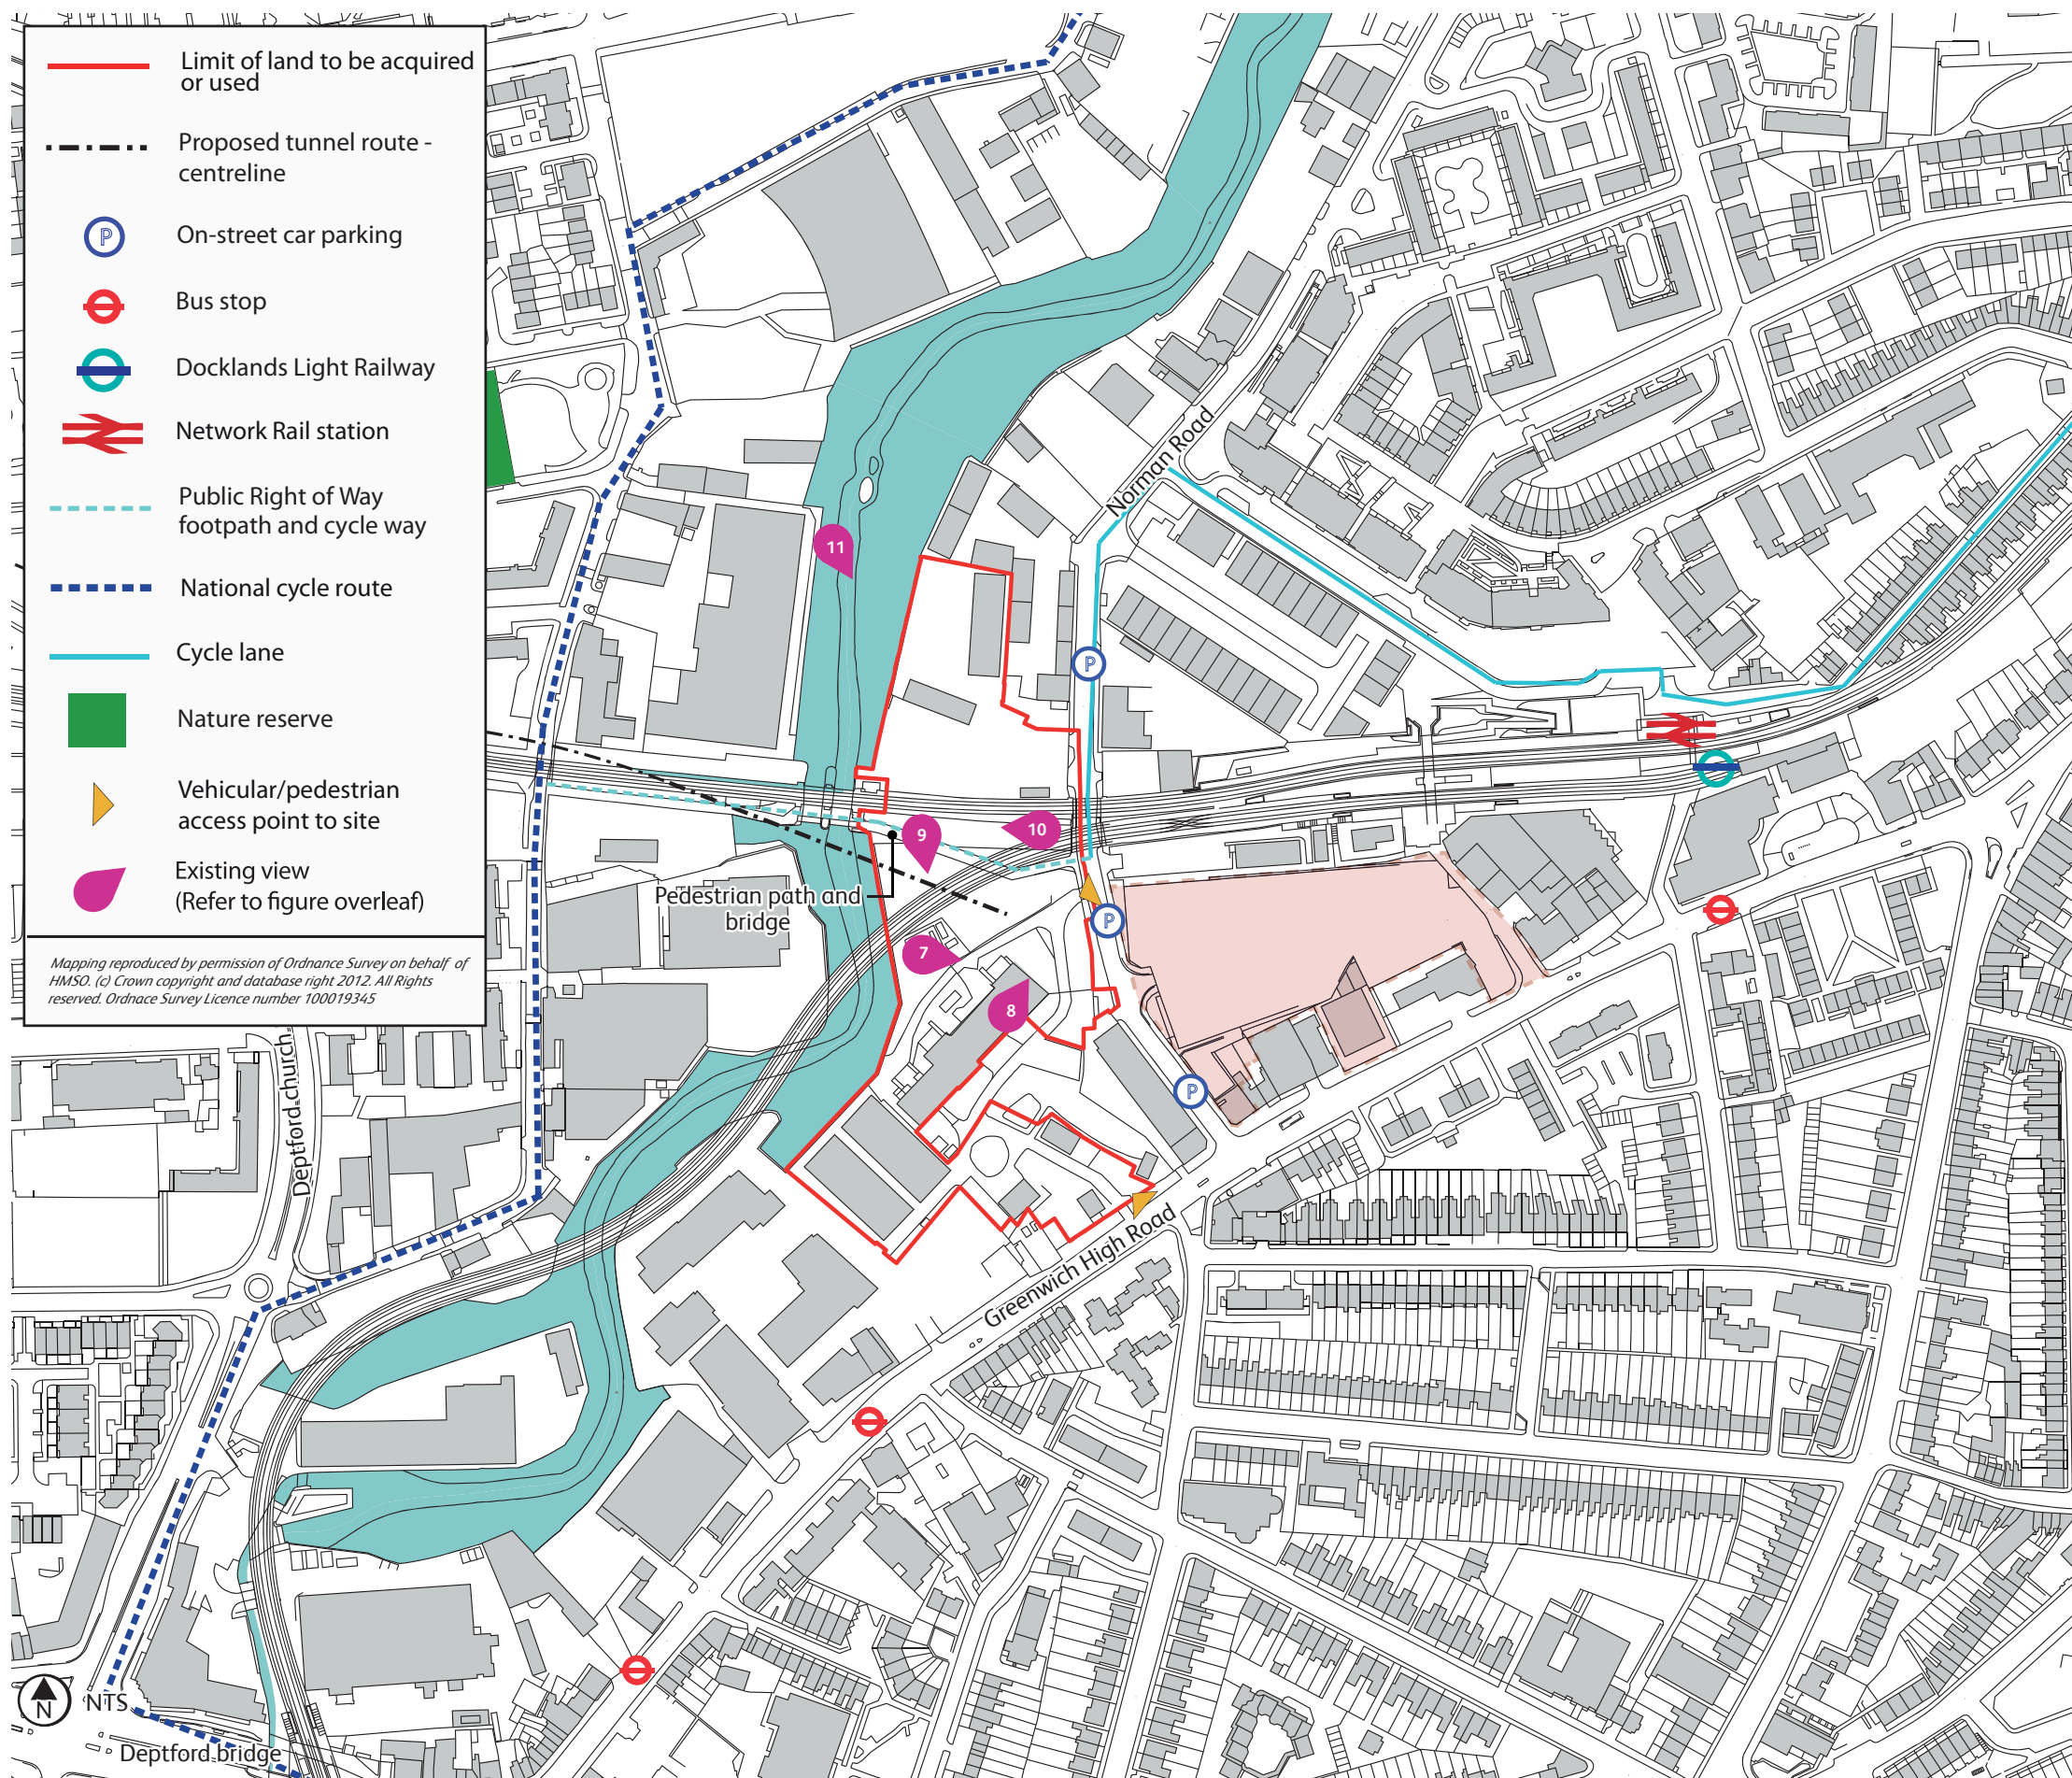 Limit of land to be acquired
or used
Proposed tunnel route -
centreline
P
On-street car parking
Bus stop
Docklands Light Railway
Network Rail station
Public Right of Way
footpath and cycle way
National cycle route
Cycle lane
Nature reserve
Vehicular/pedestrian
access point to site
Existing view
(Refer to figure overleaf)
Mapping reproduced by permission of Ordnance Survey on behalf of
HMSO. (c) Crown copyright and database right 2012. All Rights
reserved. Ordnace Survey Licence number 100019345
Norman Road
11
P
9
10
Pedestrian path and
bridge
P
7
8
P
Deptford church
Greenwich High Road
N
NTS
Deptford bridge